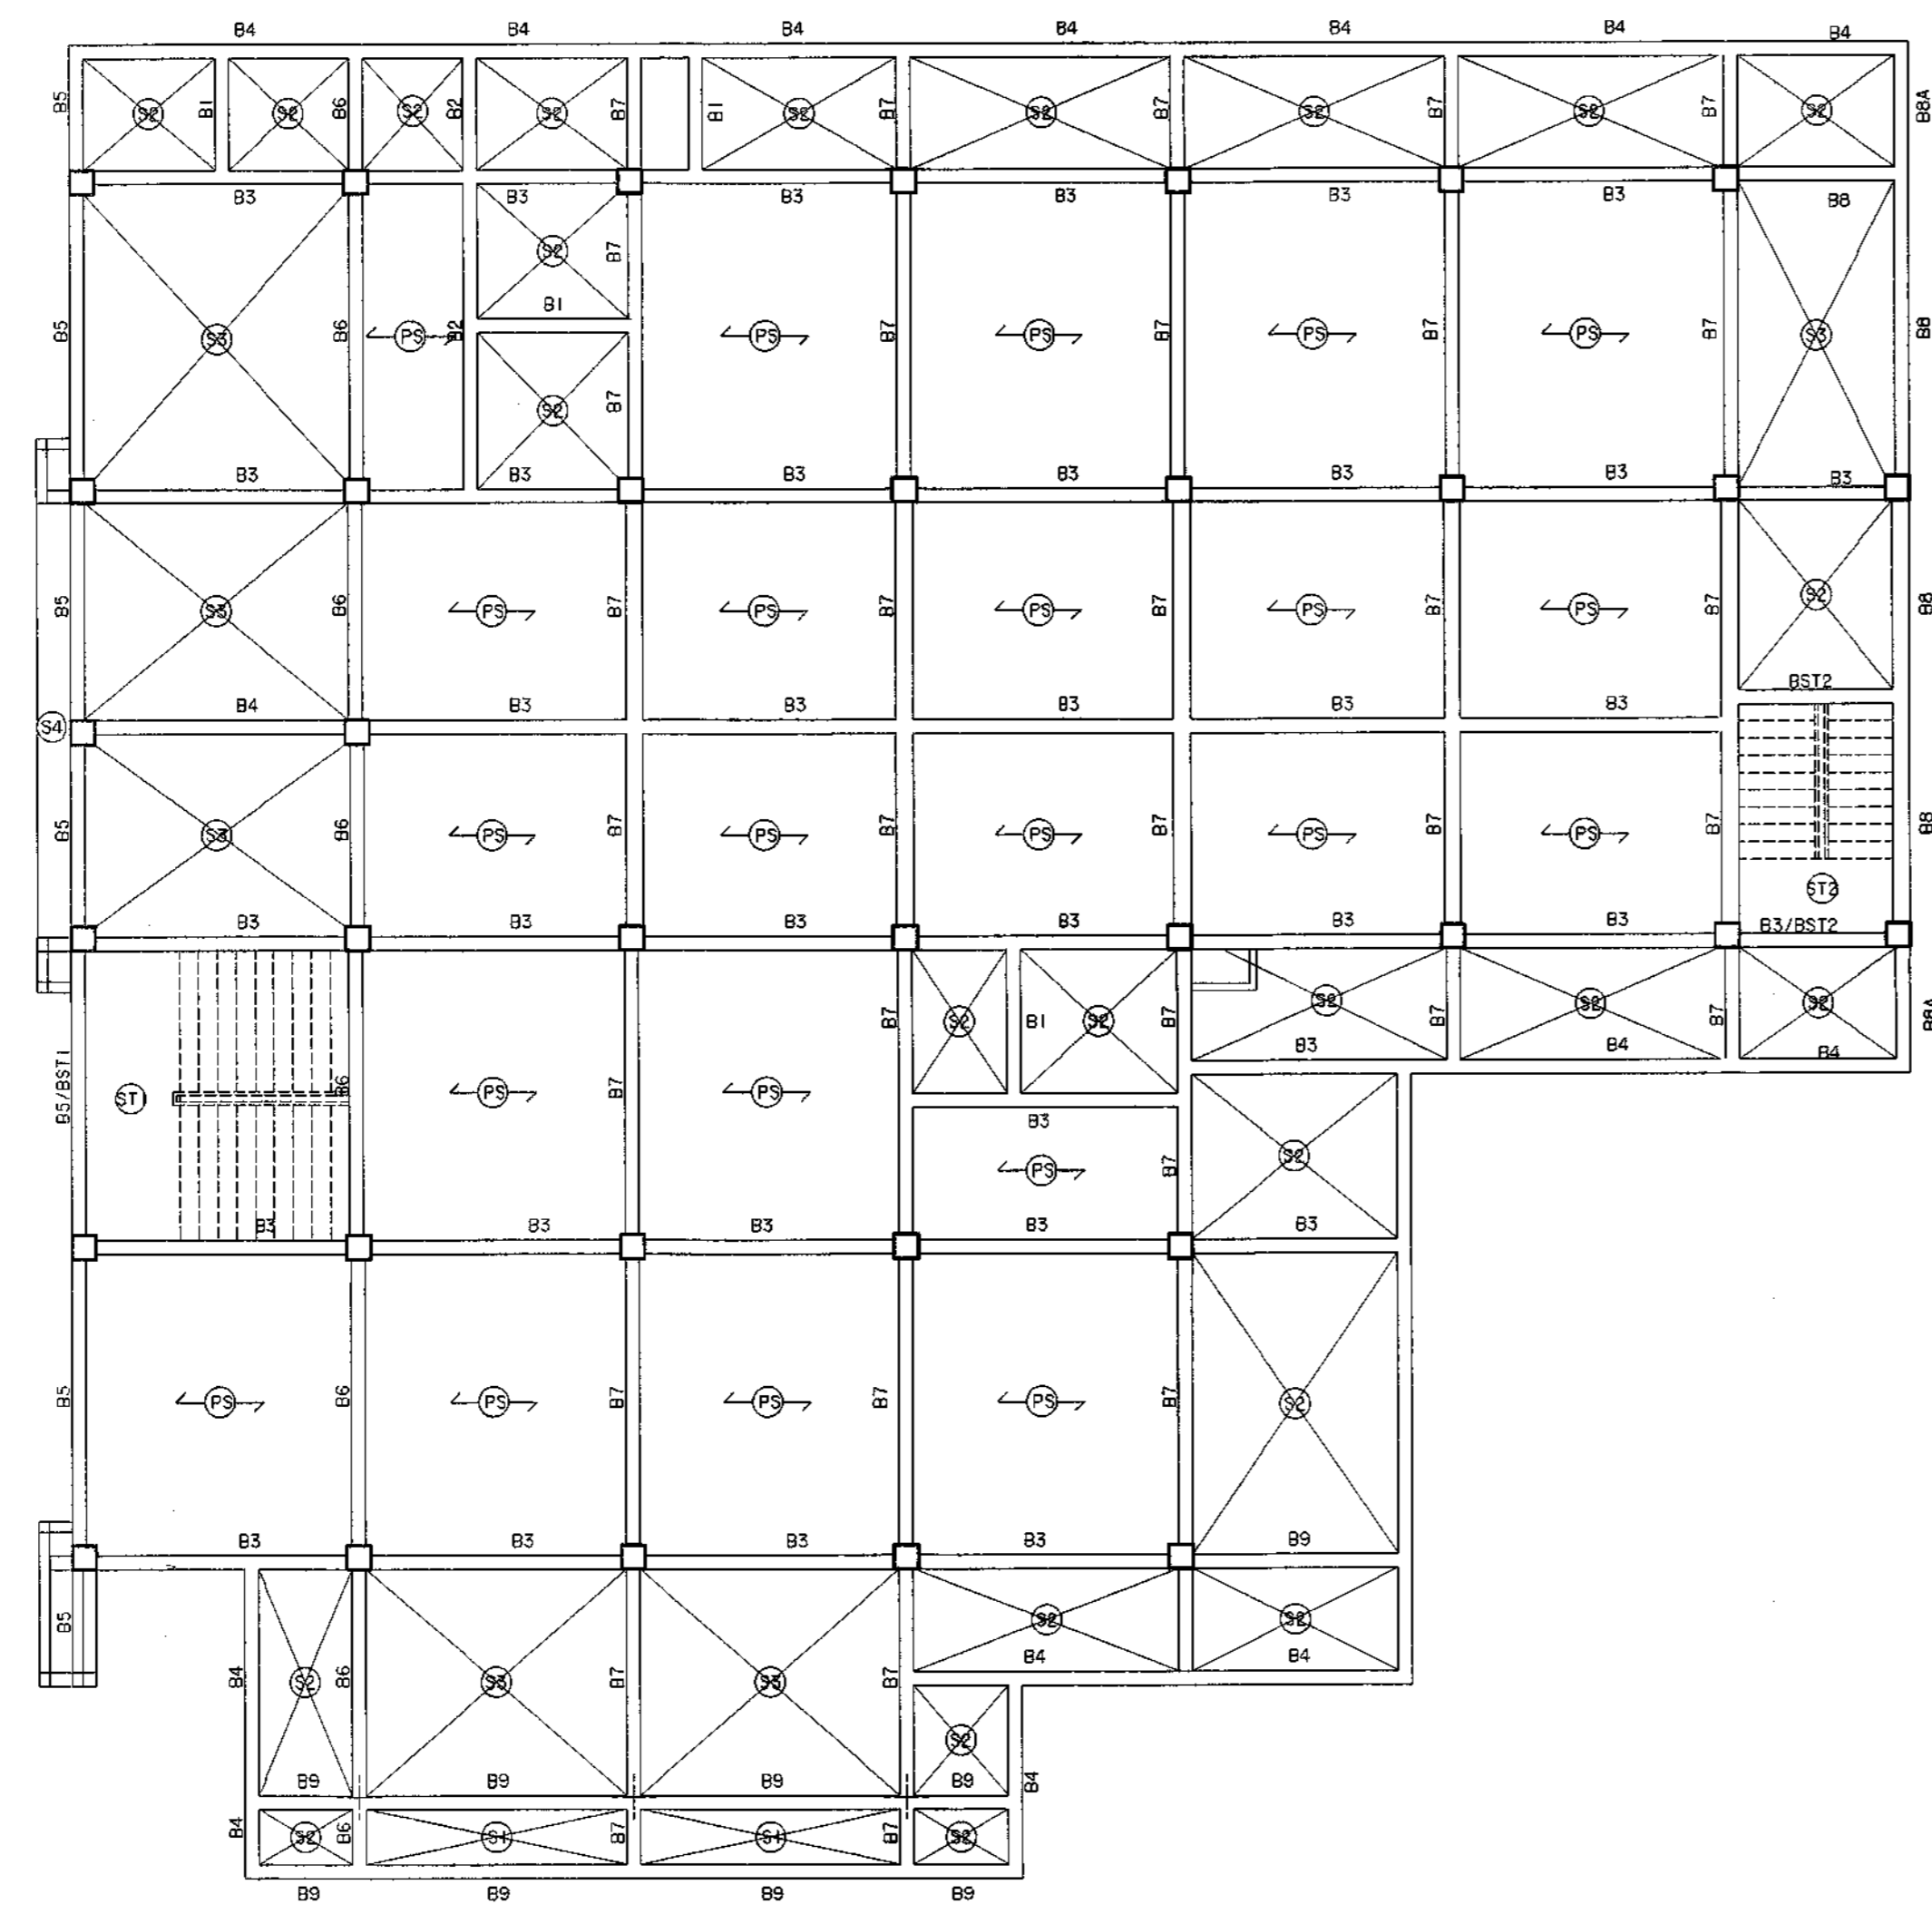 B4 B4 B4 B4 B4 B4 B4
B5 S2 B1 S2 B6 S2 B2 S2 B7 B1 S2 B7 S2 B7 S2 B7 S2 B7 S2 B8A
B3 B3 B3 B3 B3 B3 B8
S2 B7
B1
B5 S3 B6 PS B2 PS B7 PS B7 PS B7 PS B7 S3 B8
S2 B7
B3 B3 B3 B3 B3 B3 B3
B5 S3 B6 PS B7 PS B7 PS B7 PS B7 PS B7 S2 B8
BST2
B4 B3 B3 B3 B3 B3
S4
B5 S3 B6 PS B7 PS B7 PS B7 PS B7 PS B7 B8
ST2
B3 B3 B3 B3 B3 B3/BST2
B7 S2 B1 S2 B7 S2 B7 S2 B7 S2 B8A
B3 B4 B4
B5/BST1 ST1 B6 PS B7 PS
B3
PS B7 S2
B3 B3 B3 B3 B3
B5 PS B6 PS B7 PS B7 PS B7 S2
B3 B3 B3 B3 B9
B5 S2 S2
B4 B4
B4 S2 B6 S3 B7 S3 B7
S2
B9 B9 B9 B9 B4
B4 S2 B6 S1 B7 S1 B7 S2
B9 B9 B9 B9